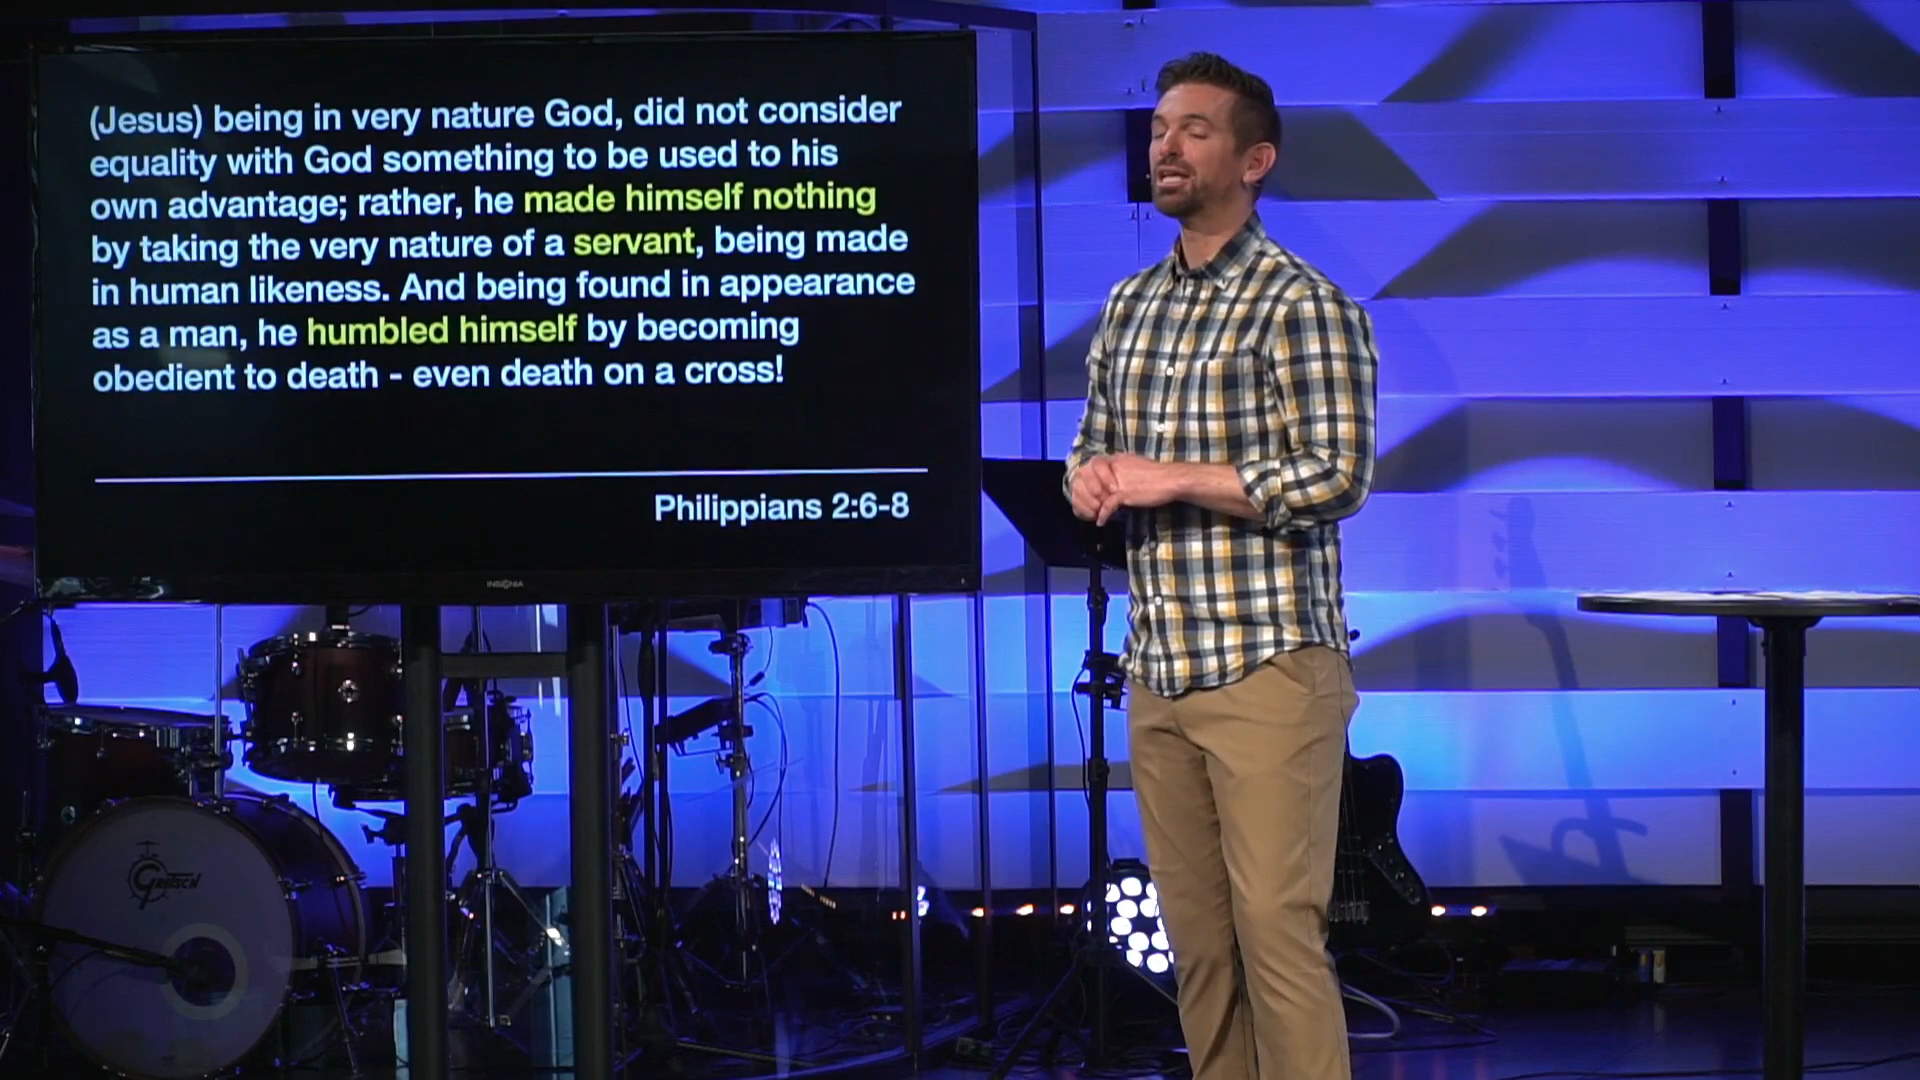 (Jesus) being in very nature God, did not consider
equality with God something to be used to his
own advantage; rather, he made himself nothing
by taking the very nature of a servant, being made
in human likeness. And being found in appearance
as a man, he humbled himself by becoming
obedient to death - even death on a cross!
Philippians 2:6-8
INSIGNIA
GRETSCH